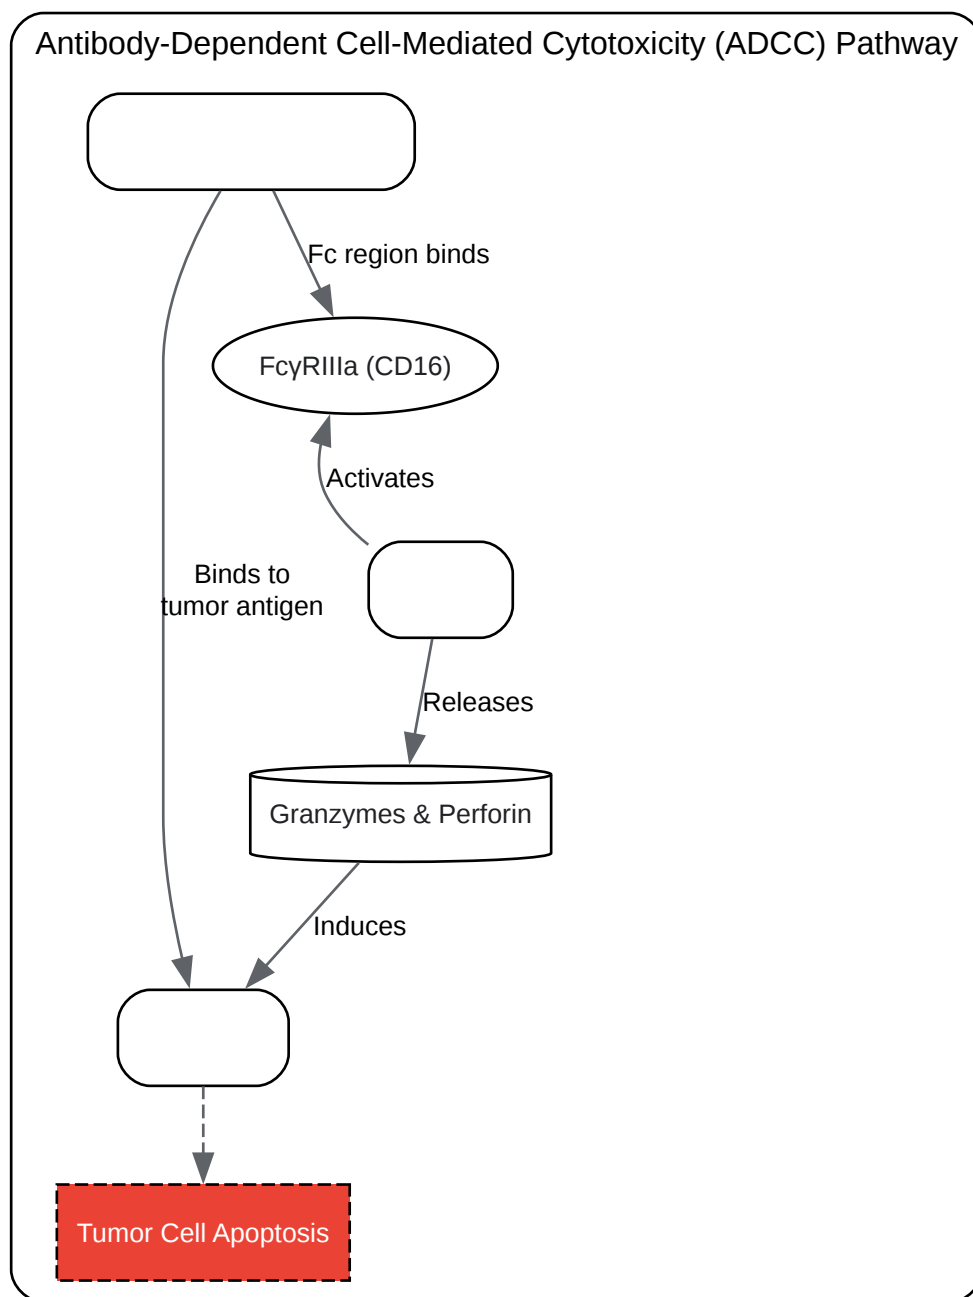 Antibody-Dependent Cell-Mediated Cytotoxicity (ADCC) Pathway
Fc region binds
FcγRIIIa (CD16)
Activates
Binds to
tumor antigen
Releases
Granzymes & Perforin
Induces
Tumor Cell Apoptosis